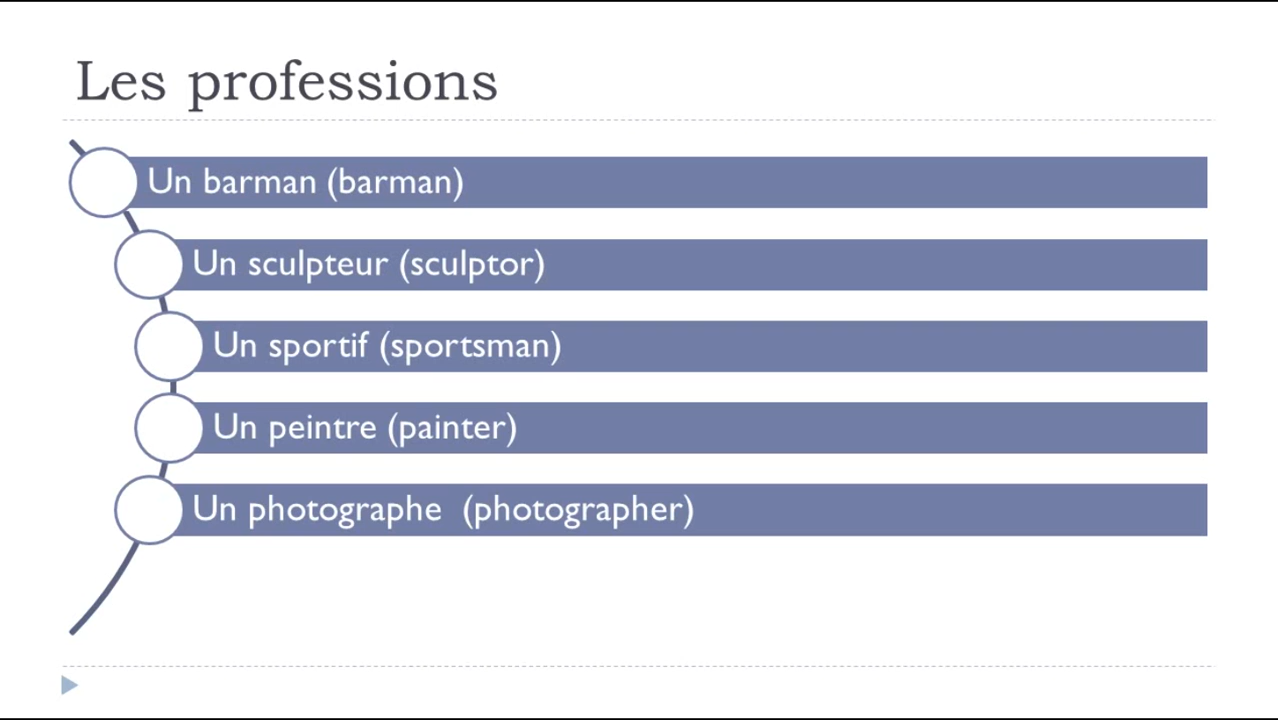 Les professions
Un barman (barman)
Un sculpteur (sculptor)
Un sportif (sportsman)
Un peintre (painter)
Un photographe  (photographer)